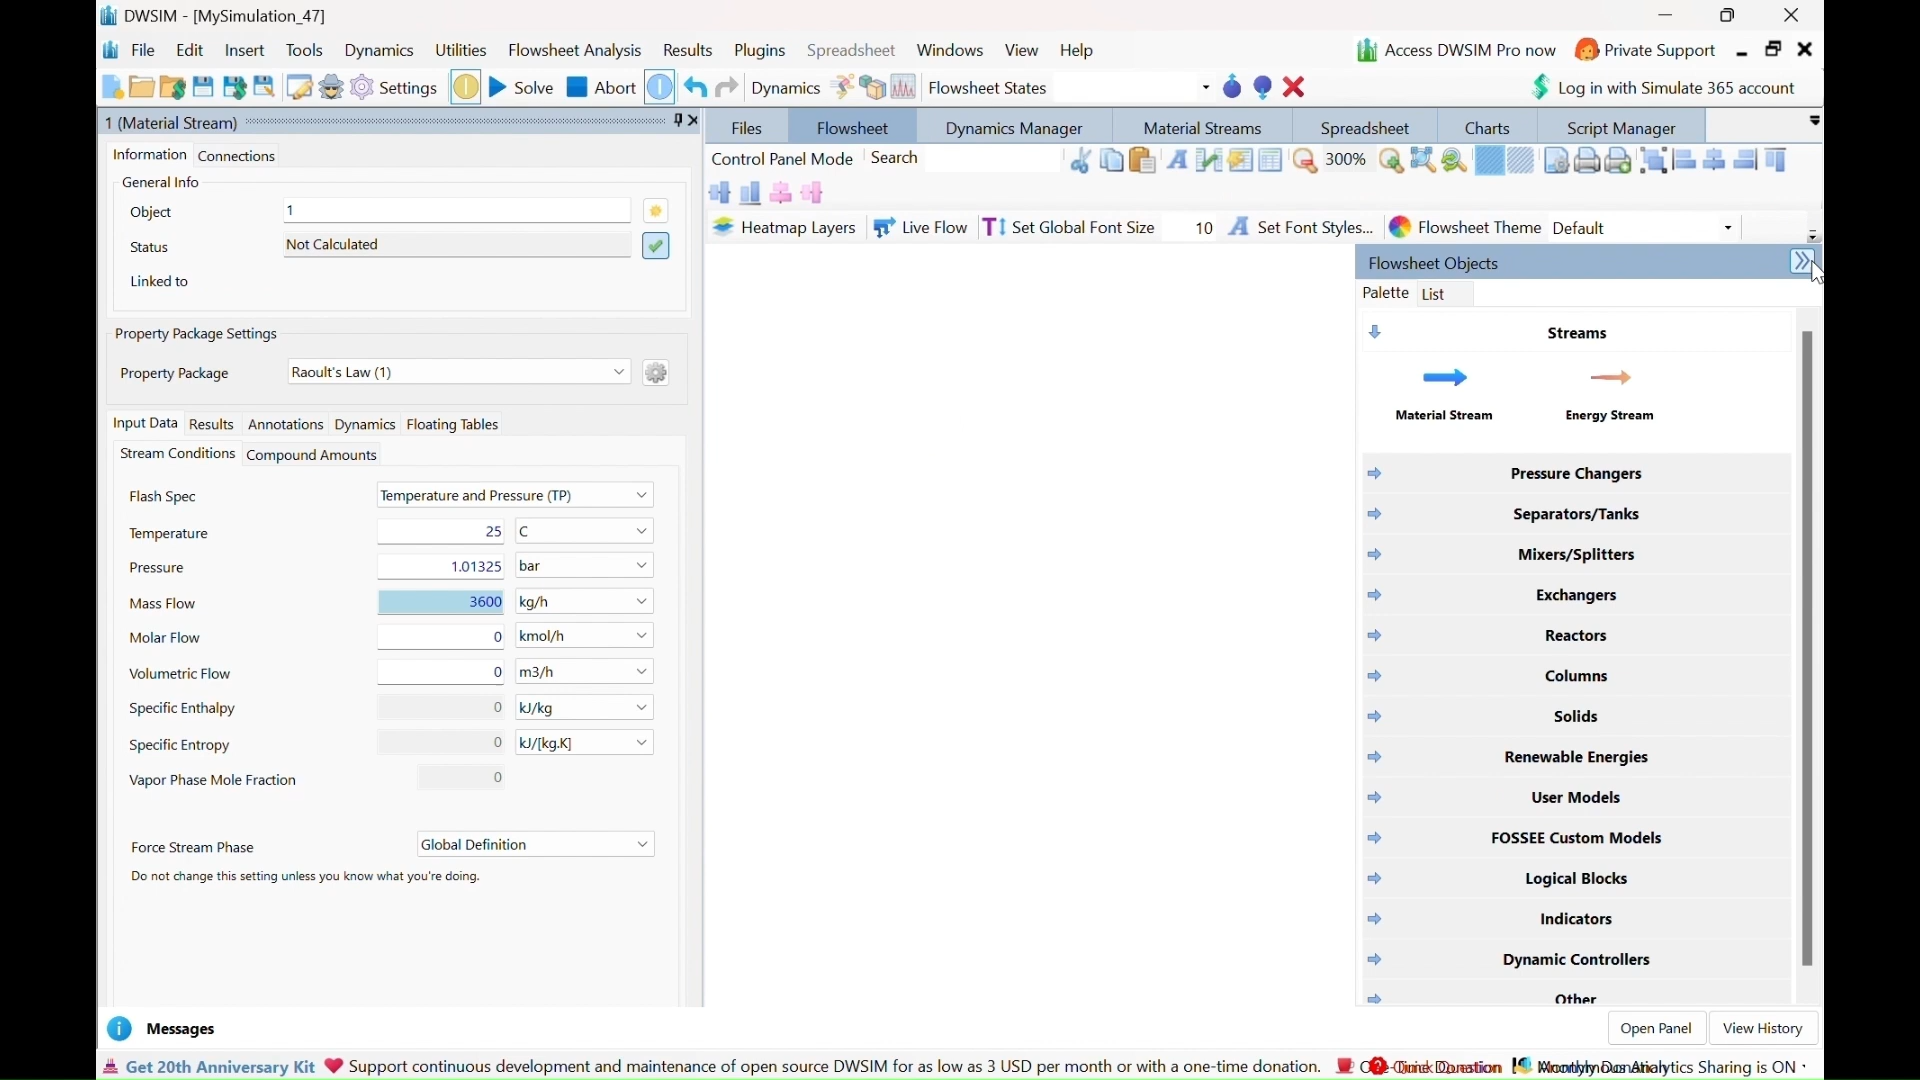 DWSIM - [MySimulation_47]
File Edit Insert Tools Dynamics Utilities Flowsheet Analysis Results Plugins Spreadsheet Windows View Help Access DWSIM Pro now Private Support
Settings Solve Abort Dynamics Flowsheet States Log in with Simulate 365 account
1 (Material Stream)
Files Flowsheet Dynamics Manager Material Streams Spreadsheet Charts Script Manager
Information Connections
Control Panel Mode Search 300%
General Info
Object 1
Heatmap Layers Live Flow Set Global Font Size 10 Set Font Styles... Flowsheet Theme Default
Status Not Calculated
Linked to
Flowsheet Objects
Palette List
Property Package Settings
Property Package Raoult's Law (1)
Input Data Results Annotations Dynamics Floating Tables
Stream Conditions Compound Amounts
Flash Spec Temperature and Pressure (TP)
Temperature 25 C
Pressure 1.01325 bar
Mass Flow 3600 kg/h
Molar Flow 0 kmol/h
Volumetric Flow 0 m3/h
Specific Enthalpy 0 kJ/kg
Specific Entropy 0 kJ/[kg.K]
Vapor Phase Mole Fraction 0
Force Stream Phase Global Definition
Do not change this setting unless you know what you're doing.
Streams
Material Stream Energy Stream
Pressure Changers
Separators/Tanks
Mixers/Splitters
Exchangers
Reactors
Columns
Solids
Renewable Energies
User Models
FOSSEE Custom Models
Logical Blocks
Indicators
Dynamic Controllers
Other
Messages Open Panel View History
Get 20th Anniversary Kit Support continuous development and maintenance of open source DWSIM for as low as 3 USD per month or with a one-time donation. Sharing is ON